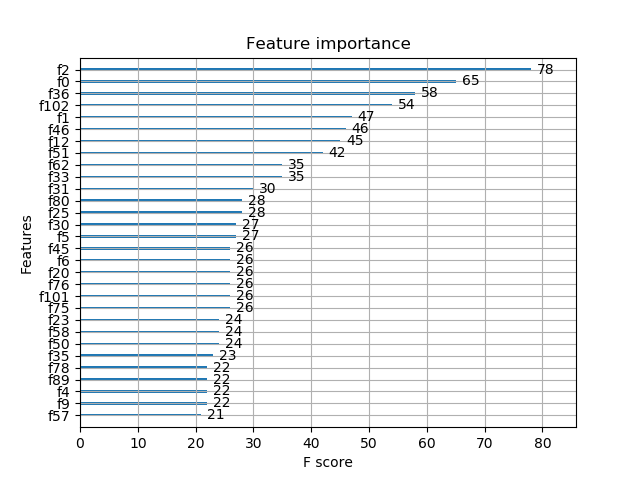 Feature importance
f2 78
f0 65
f36 58
f102 54
f1 47
f46 46
f12 45
f51 42
f62 35
f33 35
f31 30
f80 28
f25 28
f30 27
f5 27
f45 26
f6 26
f20 26
f76 26
f101 26
f75 26
f23 24
f58 24
f50 24
f35 23
f78 22
f89 22
f4 22
f9 22
f57 21
Features
0 10 20 30 40 50 60 70 80
F score